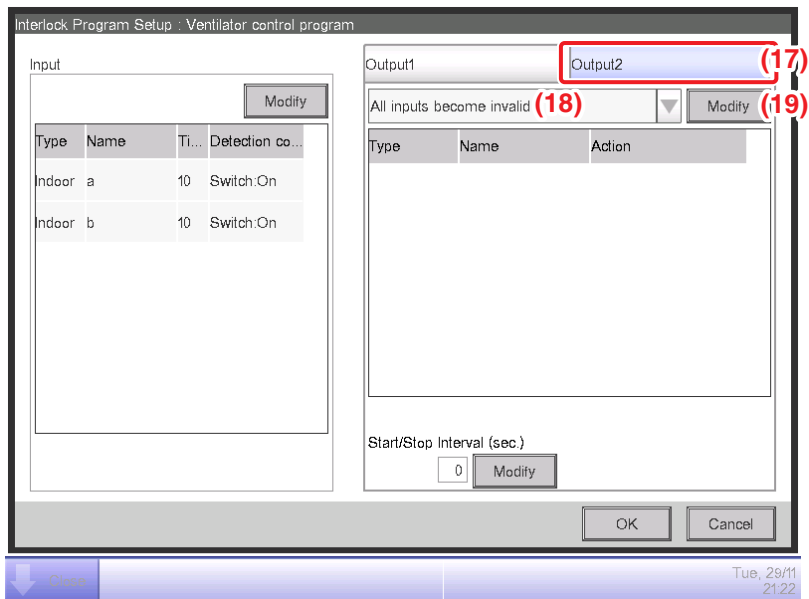 Interlock Program Setup : Ventilator control program
Input
Modify
Type Name Ti... Detection co...
Indoor a 10 Switch:On
Indoor b 10 Switch:On
Output1 Output2 (17)
All inputs become invalid (18) Modify (19)
Type Name Action
Start/Stop Interval (sec.)
0 Modify
OK Cancel
Close
Tue, 29/11
21:22